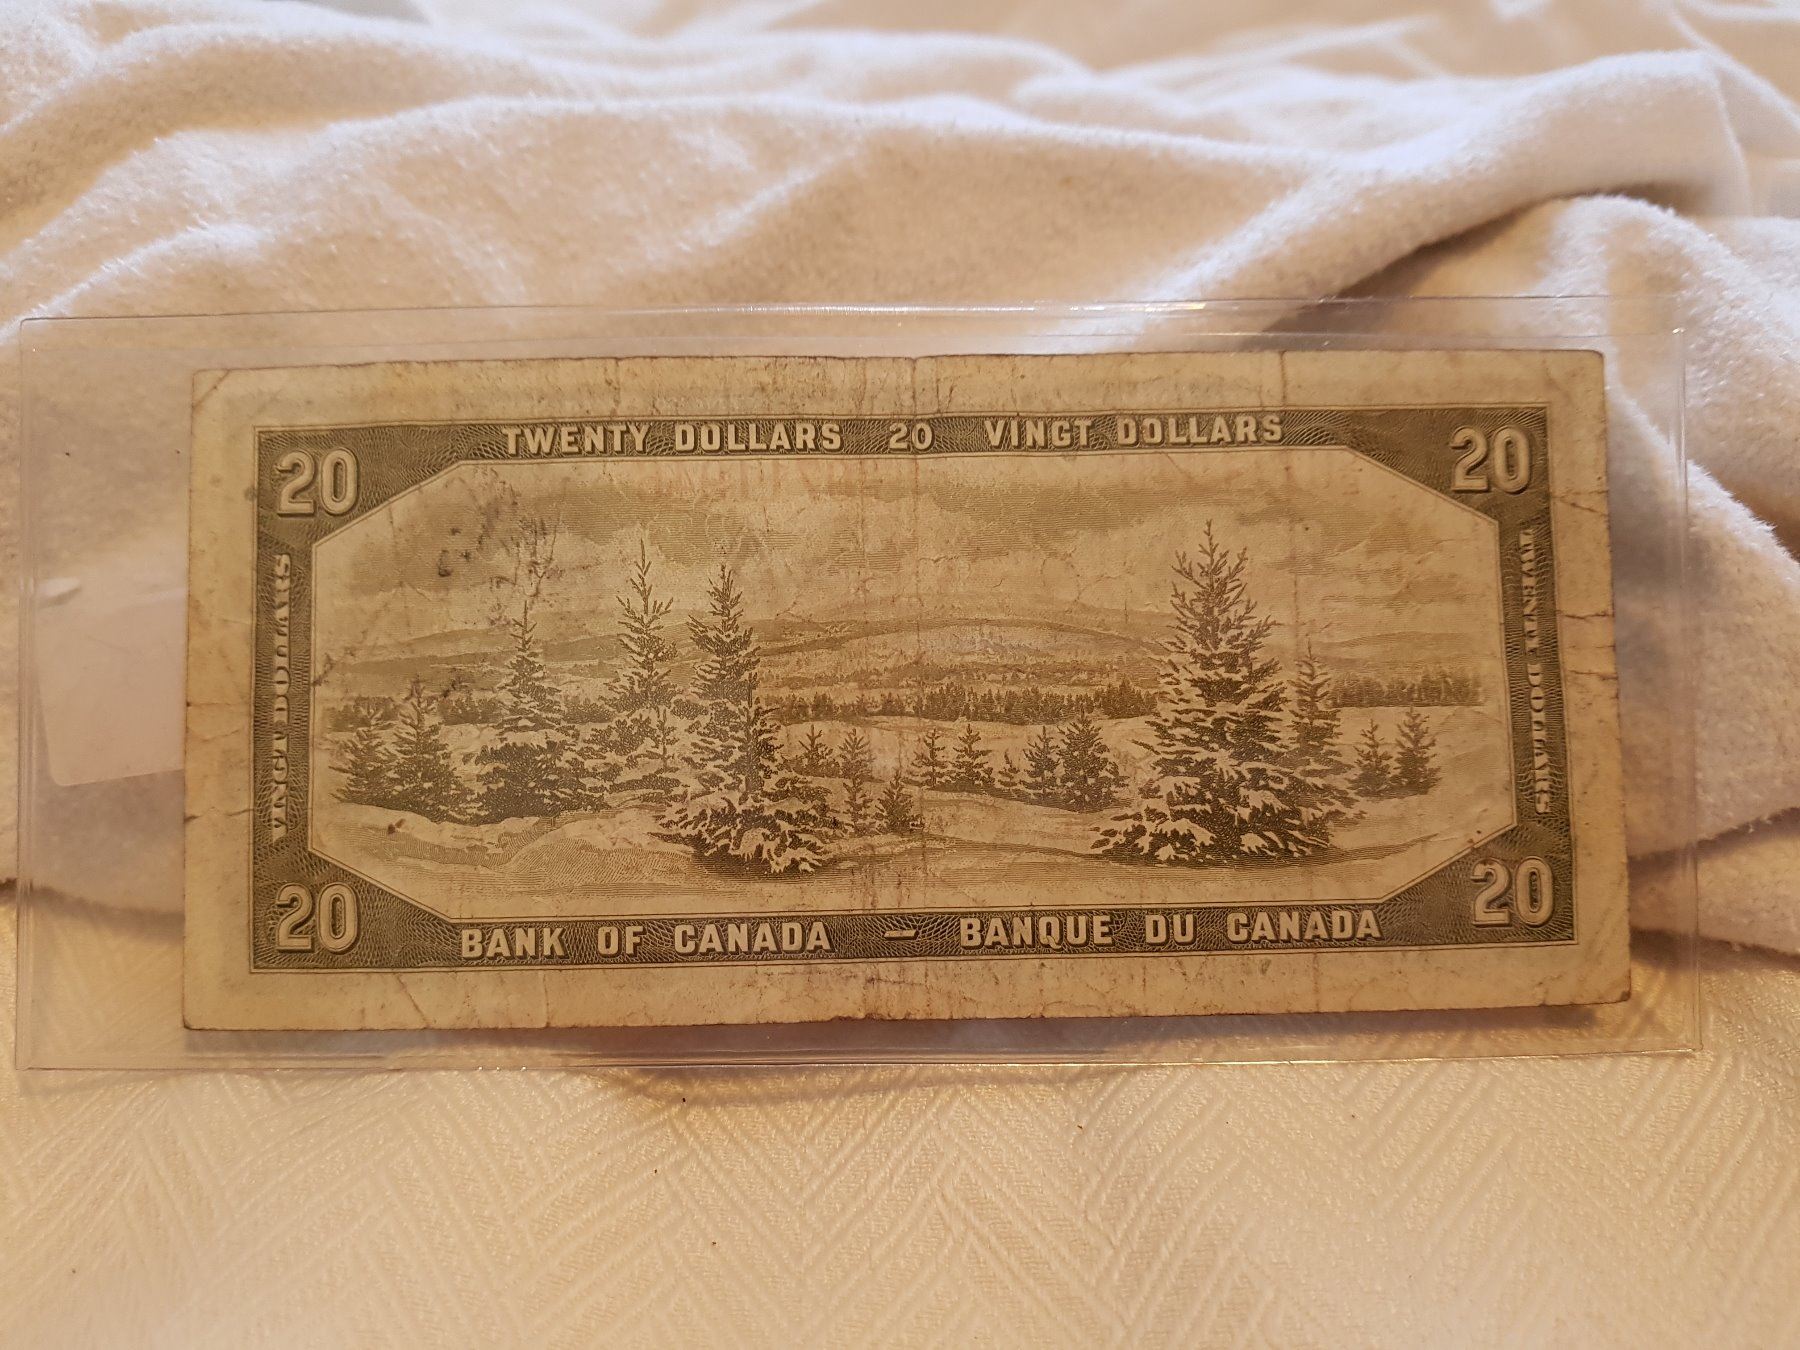 TWENTY DOLLARS 20 VINGT DOLLARS
20
20
VINGT DOLLARS
TWENTY DOLLARS
20
20
BANK OF CANADA – BANQUE DU CANADA